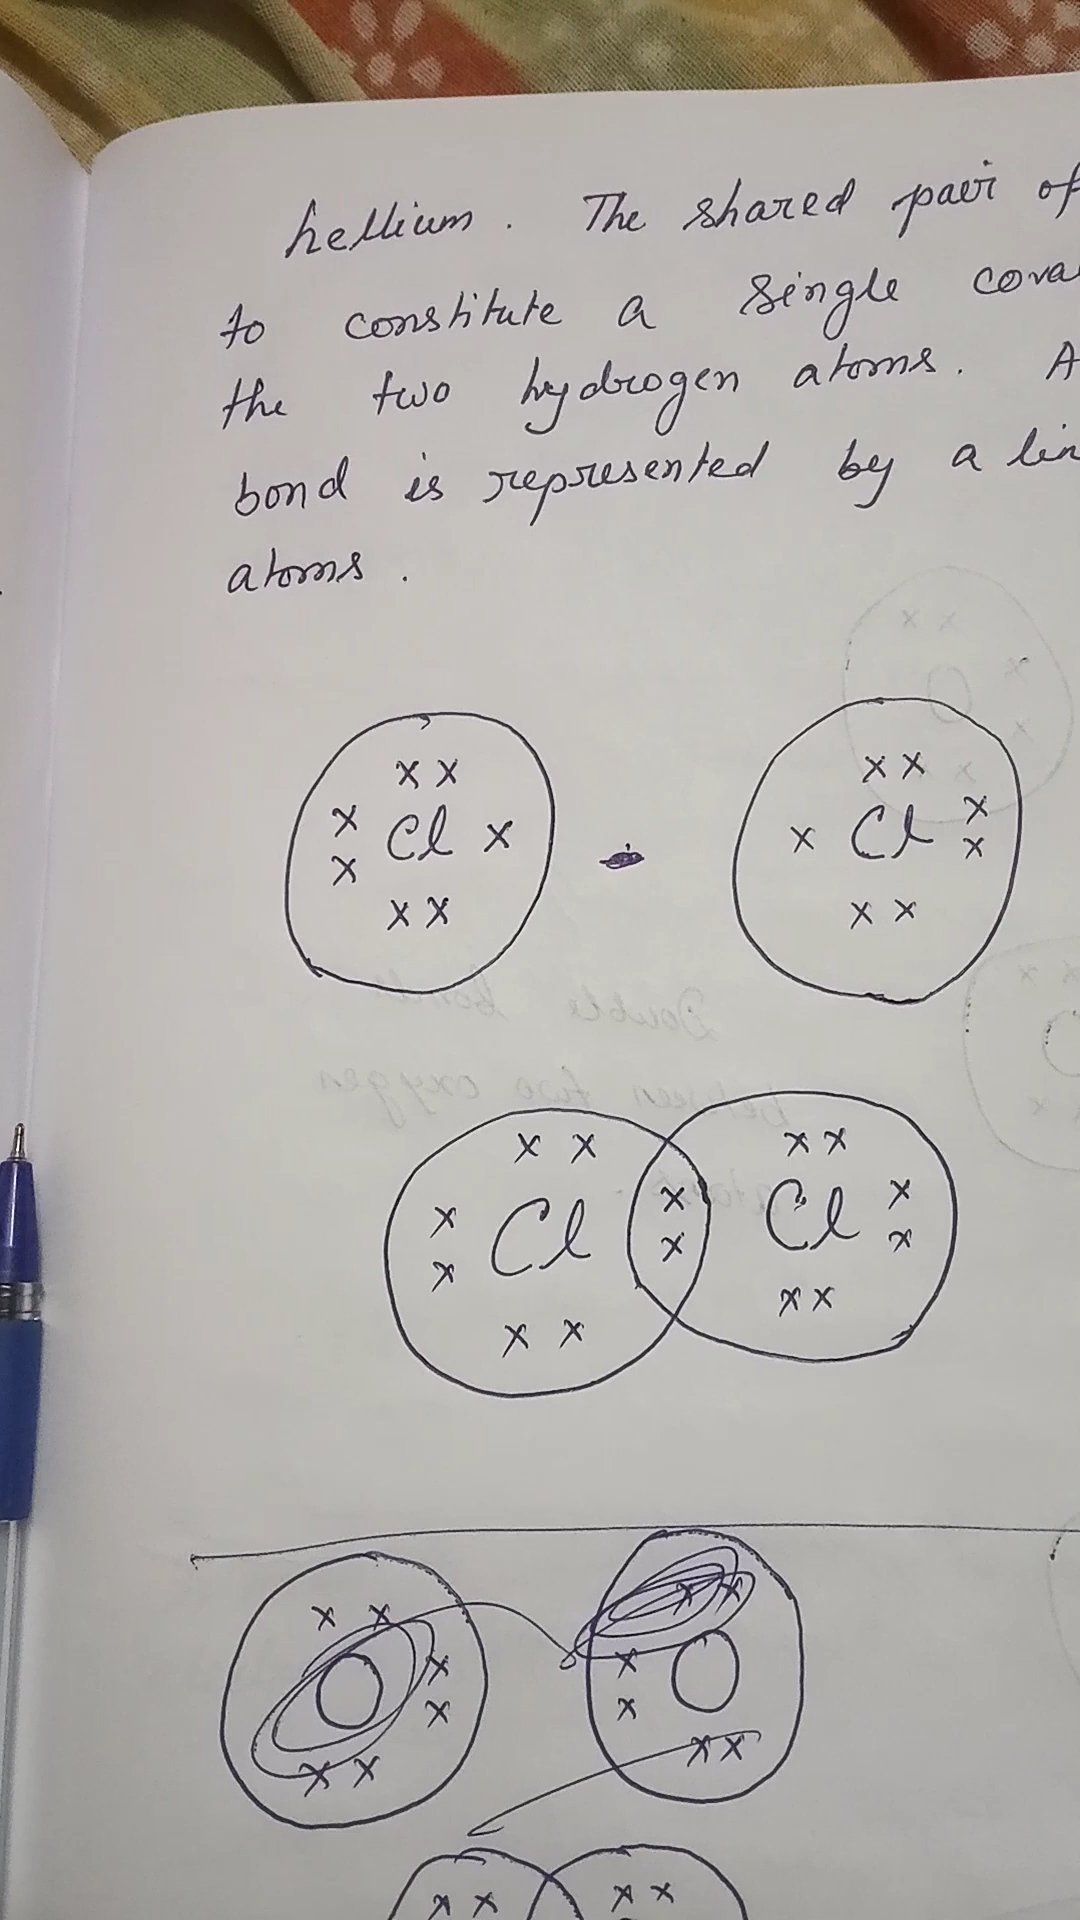 hellium. The shared pair of
to constitute a single cova
the two hydrogen atoms. A
bond is represented by a lin
atoms.
x x x x
x Cl x x Cl x
x x
x x x x
x x x x
x Cl x Cl x
x x x
x x x x
x x x x
x O x x O
x x
x x x x
x x x x